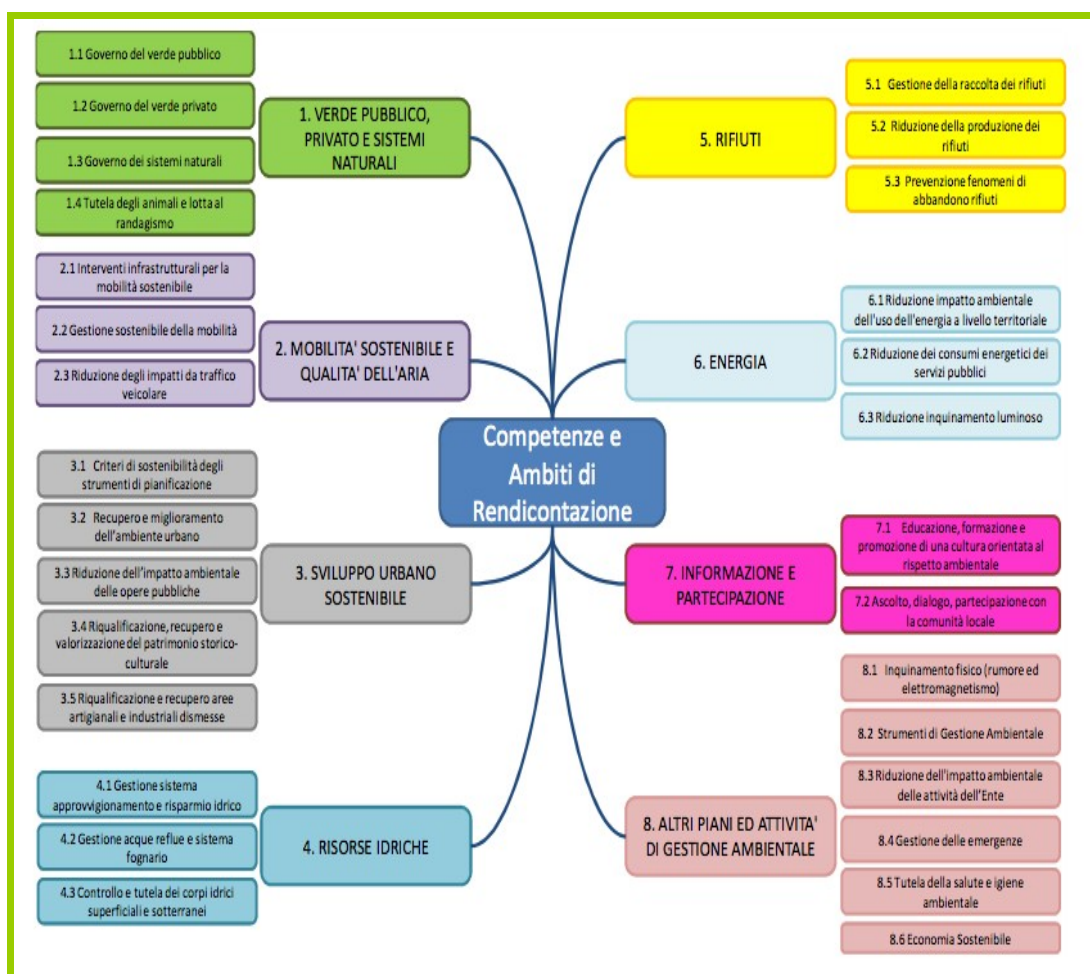 1.1 Governo del verde pubblico
1.2 Governo del verde privato
1.3 Governo dei sistemi naturali
1.4 Tutela degli animali e lotta al
randagismo
1. VERDE PUBBLICO,
PRIVATO E SISTEMI
NATURALI
2.1 Interventi infrastrutturali per la
mobilità sostenibile
2.2 Gestione sostenibile della mobilità
2.3 Riduzione degli impatti da traffico
veicolare
2. MOBILITA' SOSTENIBILE E
QUALITA' DELL'ARIA
3.1 Criteri di sostenibilità degli
strumenti di pianificazione
3.2 Recupero e miglioramento
dell'ambiente urbano
3.3 Riduzione dell'impatto ambientale
delle opere pubbliche
3.4 Riqualificazione, recupero e
valorizzazione del patrimonio storico-
culturale
3.5 Riqualificazione e recupero aree
artigianali e industriali dismesse
3. SVILUPPO URBANO
SOSTENIBILE
4.1 Gestione sistema
approvvigionamento e risparmio idrico
4.2 Gestione acque reflue e sistema
fognario
4.3 Controllo e tutela dei corpi idrici
superficiali e sotterranei
4. RISORSE IDRICHE
Competenze e
Ambiti di
Rendicontazione
5. RIFIUTI
5.1 Gestione della raccolta dei rifiuti
5.2 Riduzione della produzione dei
rifiuti
5.3 Prevenzione fenomeni di
abbandono rifiuti
6. ENERGIA
6.1 Riduzione impatto ambientale
dell'uso dell'energia a livello territoriale
6.2 Riduzione dei consumi energetici dei
servizi pubblici
6.3 Riduzione inquinamento luminoso
7. INFORMAZIONE E
PARTECIPAZIONE
7.1 Educazione, formazione e
promozione di una cultura orientata al
rispetto ambientale
7.2 Ascolto, dialogo, partecipazione con
la comunità locale
8. ALTRI PIANI ED ATTIVITA'
DI GESTIONE AMBIENTALE
8.1 Inquinamento fisico (rumore ed
elettromagnetismo)
8.2 Strumenti di Gestione Ambientale
8.3 Riduzione dell'impatto ambientale
delle attività dell'Ente
8.4 Gestione delle emergenze
8.5 Tutela della salute e igiene
ambientale
8.6 Economia Sostenibile